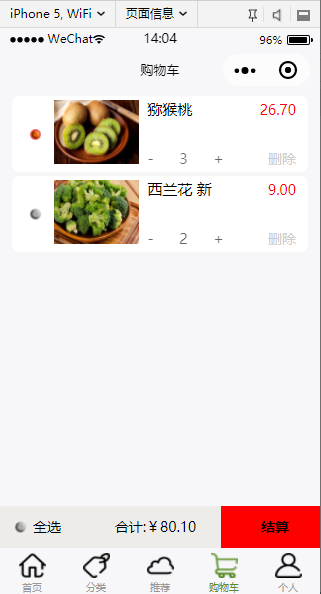 iPhone 5, WiFi 页面信息
WeChat 14:04 96%
购物车
猕猴桃 26.70
- 3 + 删除
西兰花 新 9.00
- 2 + 删除
全选 合计:￥80.10 结算
首页 分类 推荐 购物车 个人